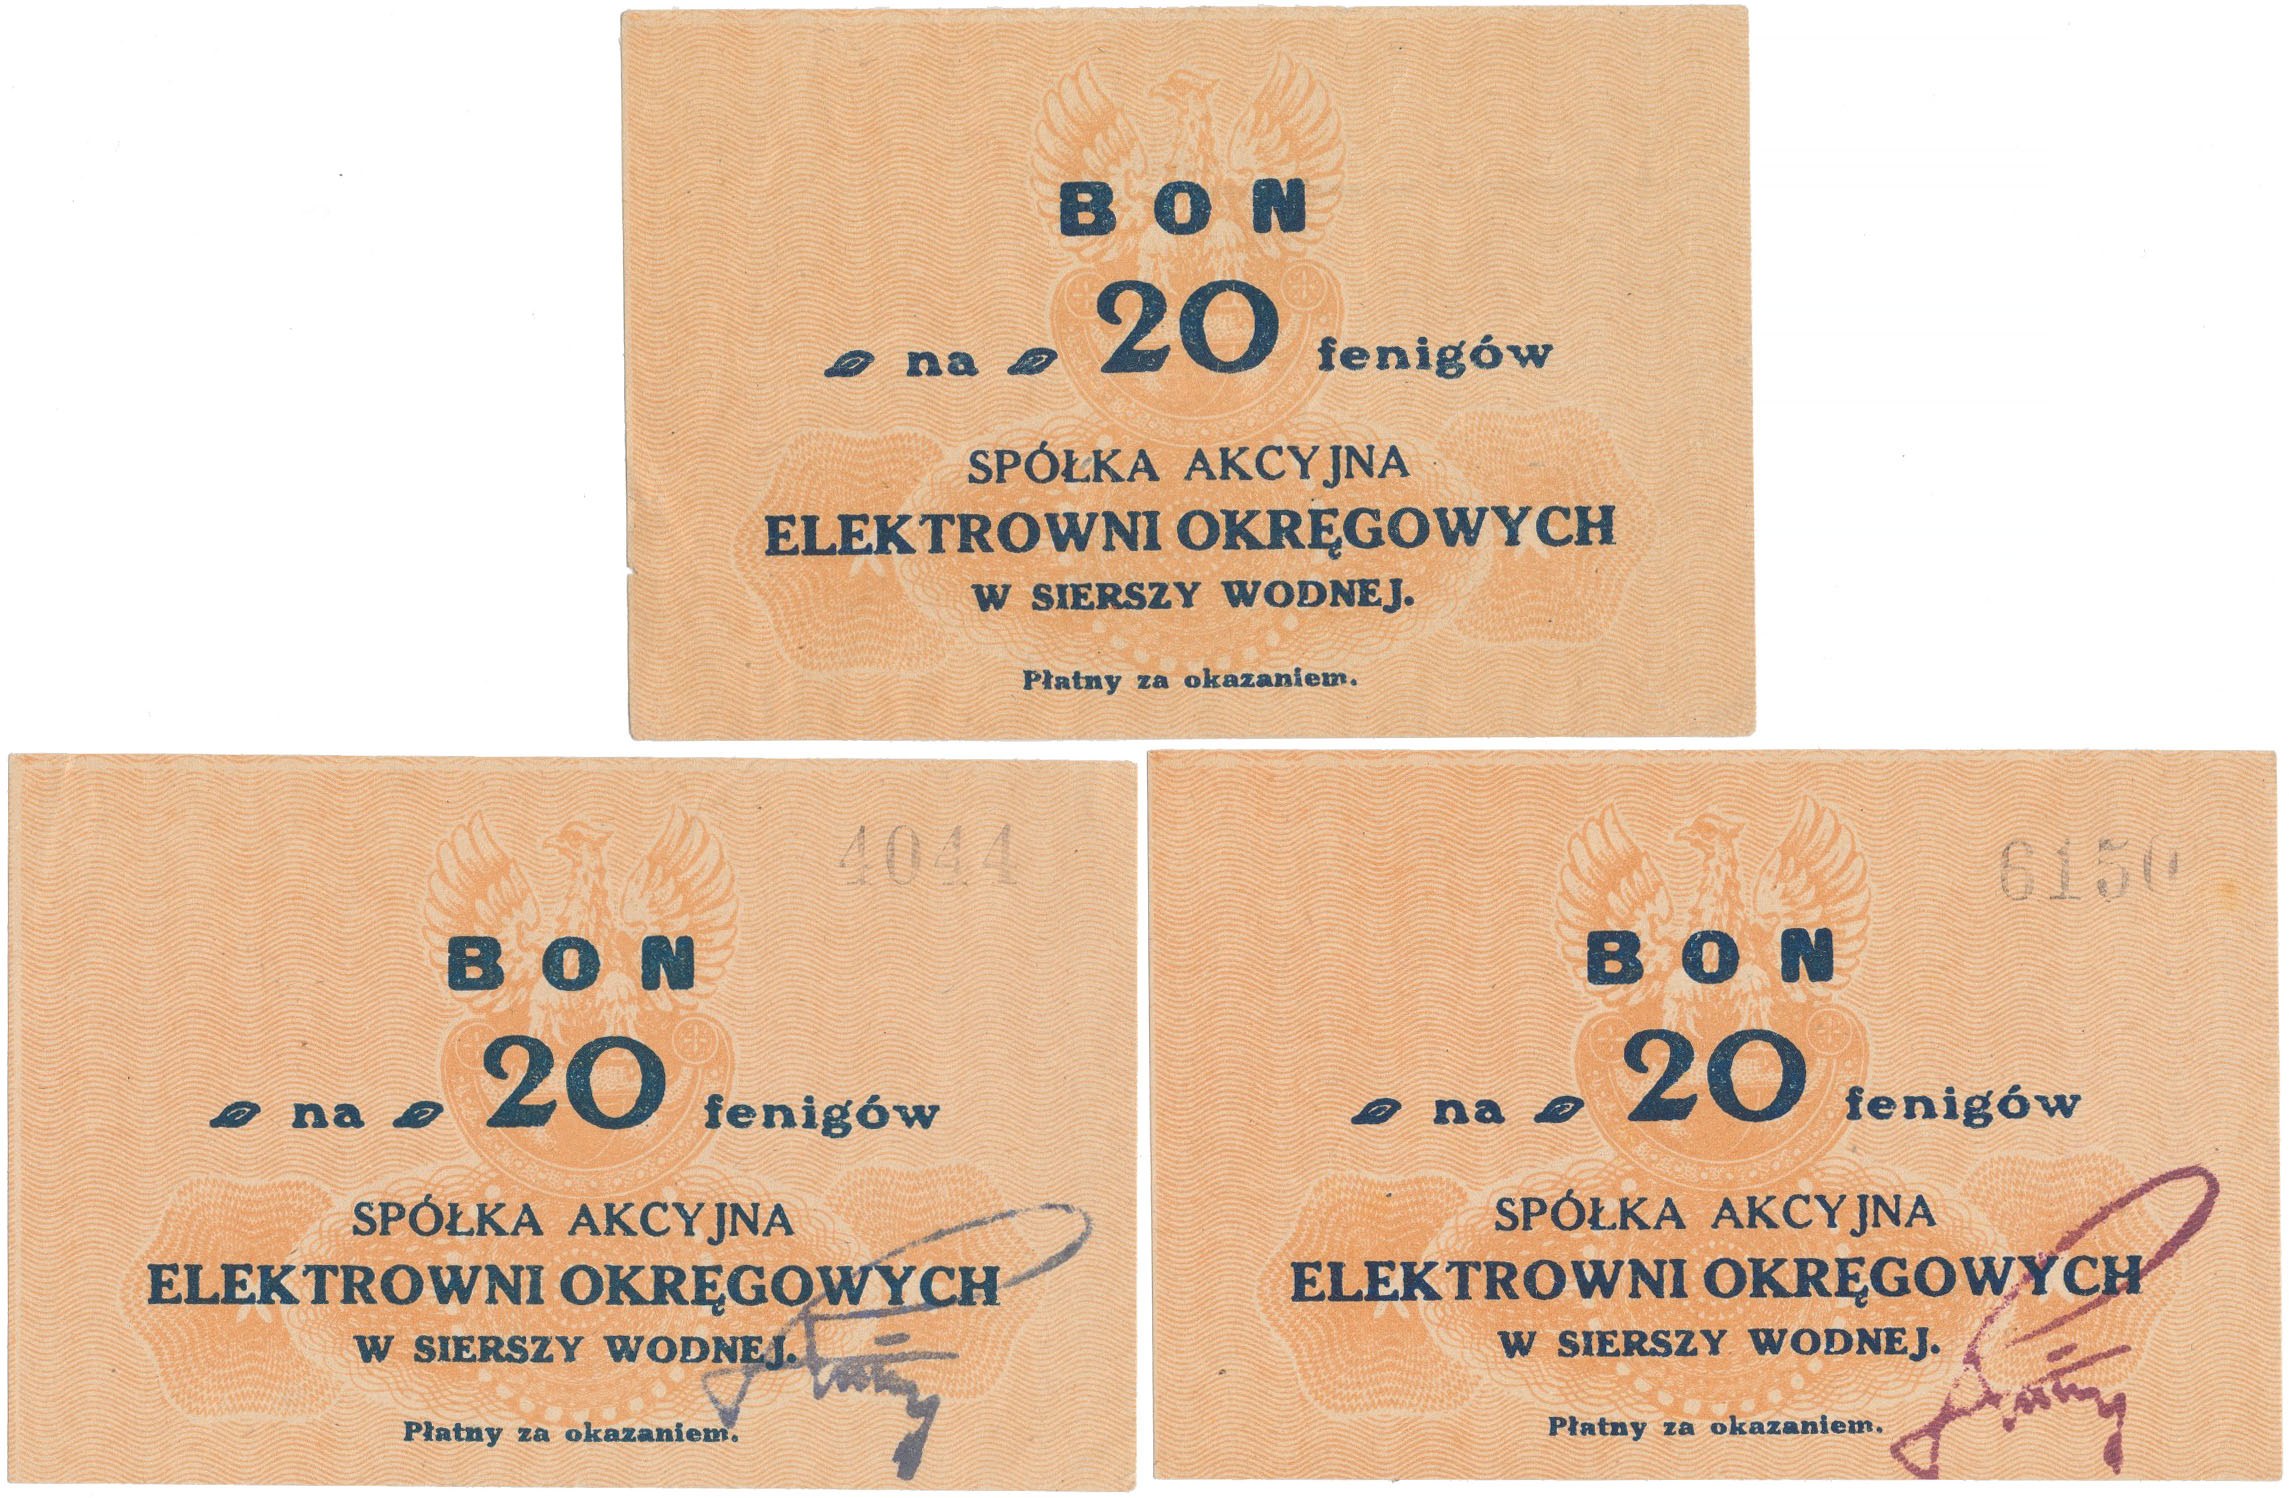 BON
na 20 fenigów
SPÓŁKA AKCYJNA
ELEKTROWNI OKRĘGOWYCH
W SIERSZY WODNEJ.
Płatny za okazaniem.
4044
BON
na 20 fenigów
SPÓŁKA AKCYJNA
ELEKTROWNI OKRĘGOWYCH
W SIERSZY WODNEJ.
Płatny za okazaniem.
6150
BON
na 20 fenigów
SPÓŁKA AKCYJNA
ELEKTROWNI OKRĘGOWYCH
W SIERSZY WODNEJ.
Płatny za okazaniem.